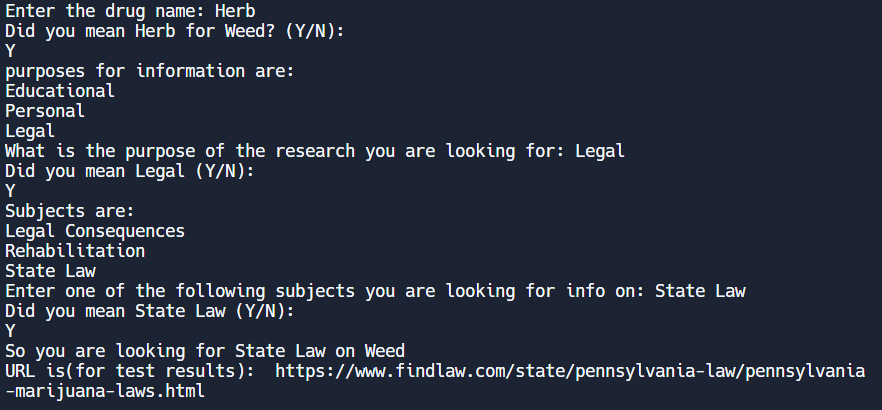 Enter the drug name: Herb
Did you mean Herb for Weed? (Y/N):
Y
purposes for information are:
Educational
Personal
Legal
What is the purpose of the research you are looking for: Legal
Did you mean Legal (Y/N):
Y
Subjects are:
Legal Consequences
Rehabilitation
State Law
Enter one of the following subjects you are looking for info on: State Law
Did you mean State Law (Y/N):
Y
So you are looking for State Law on Weed
URL is(for test results):  https://www.findlaw.com/state/pennsylvania-law/pennsylvania
-marijuana-laws.html